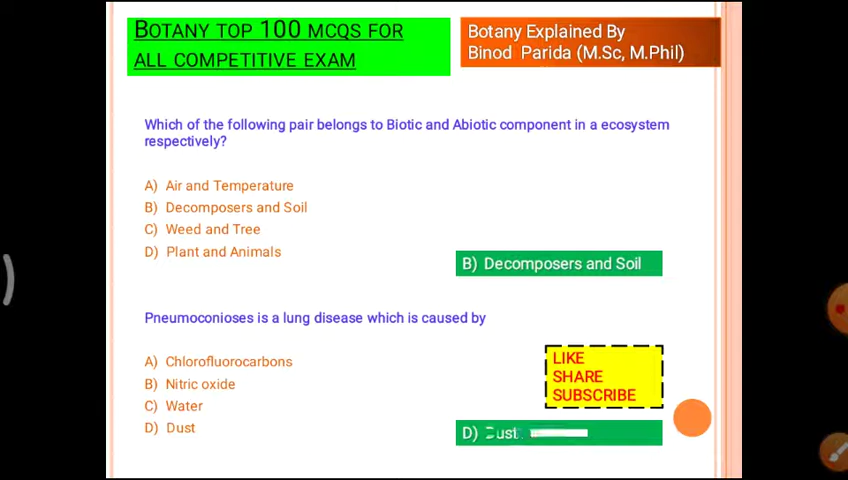 BOTANY TOP 100 MCQS FOR
ALL COMPETITIVE EXAM
Botany Explained By
Binod Parida (M.Sc, M.Phil)
Which of the following pair belongs to Biotic and Abiotic component in a ecosystem
respectively?
A) Air and Temperature
B) Decomposers and Soil
C) Weed and Tree
D) Plant and Animals
B) Decomposers and Soil
Pneumoconioses is a lung disease which is caused by
A) Chlorofluorocarbons
B) Nitric oxide
C) Water
D) Dust
LIKE
SHARE
SUBSCRIBE
D) Dust